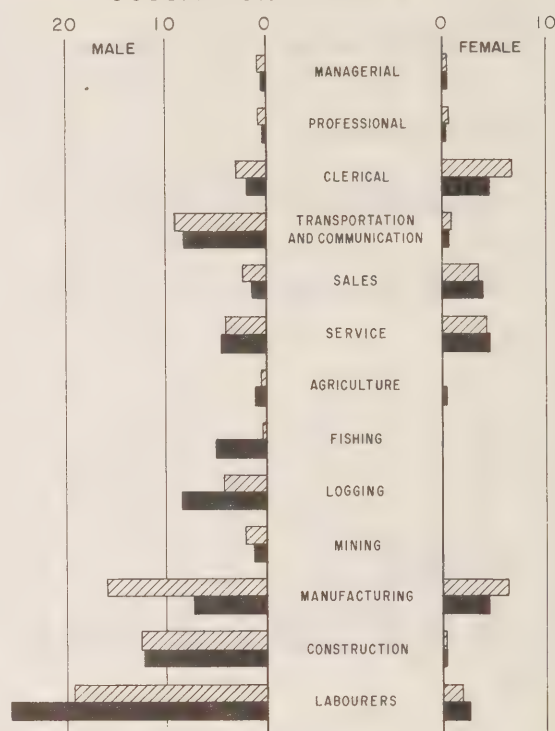 20
10
0
0
10
MALE
FEMALE
MANAGERIAL
PROFESSIONAL
CLERICAL
TRANSPORTATION
AND COMMUNICATION
SALES
SERVICE
AGRICULTURE
FISHING
LOGGING
MINING
MANUFACTURING
CONSTRUCTION
LABOURERS